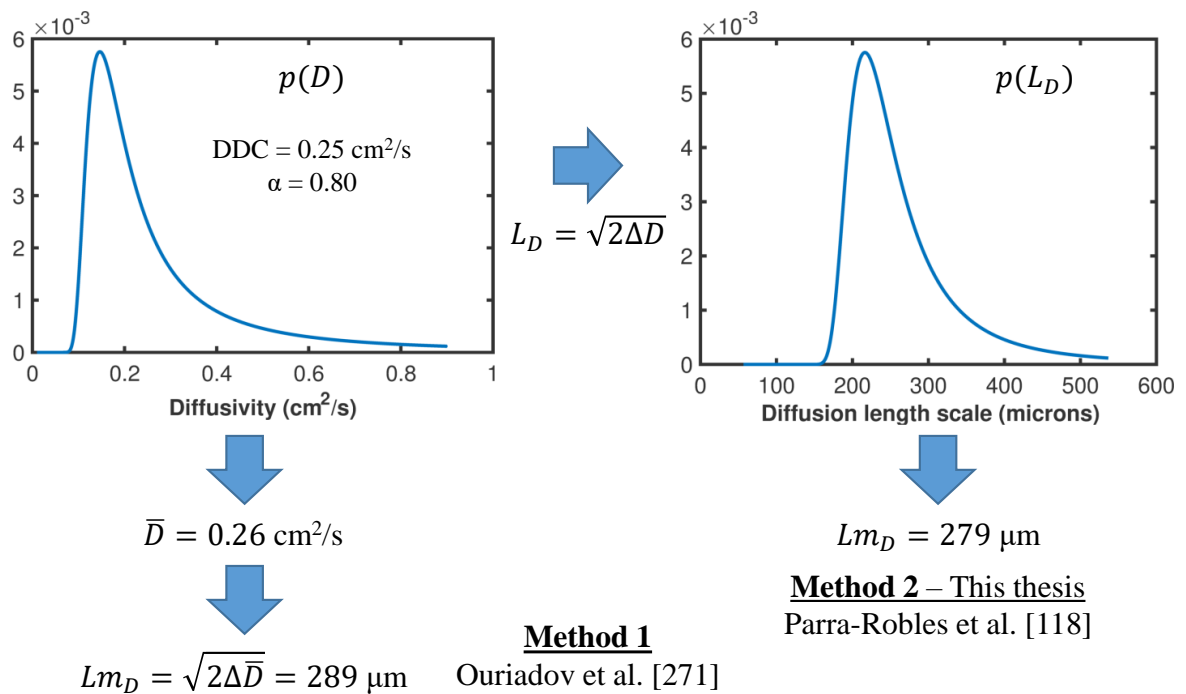 ×10⁻³
6
5
4
3
2
1
0
0 0.2 0.4 0.6 0.8 1
Diffusivity (cm²/s)
p(D)
DDC = 0.25 cm²/s
α = 0.80
L_D = √(2ΔD)
×10⁻³
6
5
4
3
2
1
0
0 100 200 300 400 500 600
Diffusion length scale (microns)
p(L_D)
D̅ = 0.26 cm²/s
Lm_D = √(2ΔD̅) = 289 μm
Method 1
Ouriadov et al. [271]
Lm_D = 279 μm
Method 2 – This thesis
Parra-Robles et al. [118]